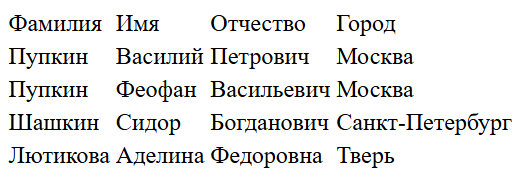 Фамилия Имя Отчество Город
Пупкин Василий Петрович Москва
Пупкин Феофан Васильевич Москва
Шашкин Сидор Богданович Санкт-Петербург
Лютикова Аделина Федоровна Тверь